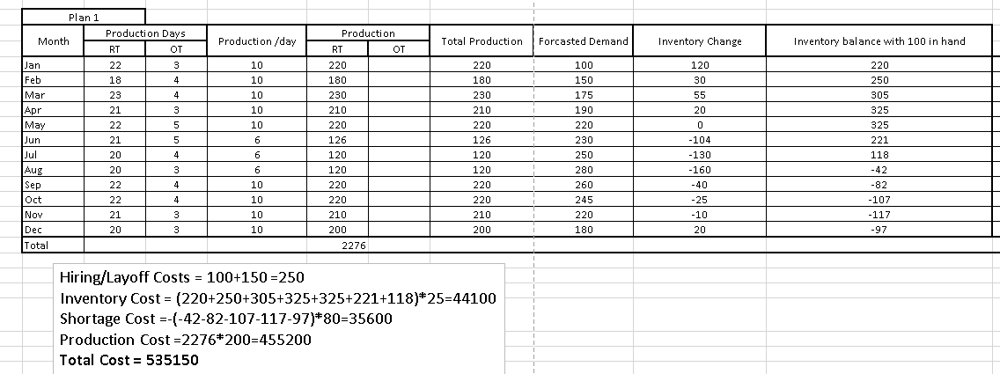 Plan 1
Month Production Days Production /day Production Total Production Forcasted Demand Inventory Change Inventory balance with 100 in hand
RT OT RT OT
Jan 22 3 10 220 220 100 120 220
Feb 18 4 10 180 180 150 30 250
Mar 23 4 10 230 230 175 55 305
Apr 21 3 10 210 210 190 20 325
May 22 5 10 220 220 220 0 325
Jun 21 5 6 126 126 230 -104 221
Jul 20 4 6 120 120 250 -130 118
Aug 20 3 6 120 120 280 -160 -42
Sep 22 4 10 220 220 260 -40 -82
Oct 22 4 10 220 220 245 -25 -107
Nov 21 3 10 210 210 220 -10 -117
Dec 20 3 10 200 200 180 20 -97
Total 2276
Hiring/Layoff Costs = 100+150 =250
Inventory Cost = (220+250+305+325+325+221+118)*25=44100
Shortage Cost =-(-42-82-107-117-97)*80=35600
Production Cost =2276*200=455200
Total Cost = 535150